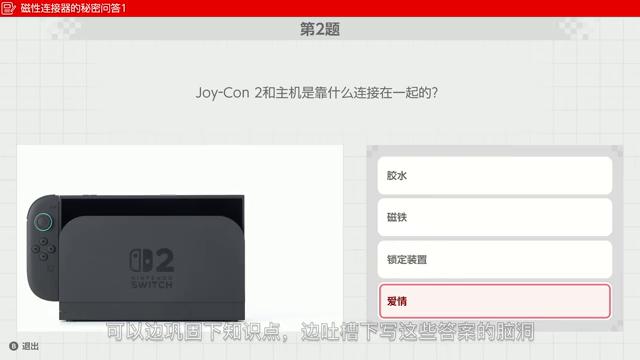 磁性连接器的秘密问答1
第2题
Joy-Con 2和主机是靠什么连接在一起的?
胶水
磁铁
锁定装置
爱情
2
NINTENDO
SWITCH
可以边巩固下知识点，边吐槽下写这些答案的脑洞
B 退出